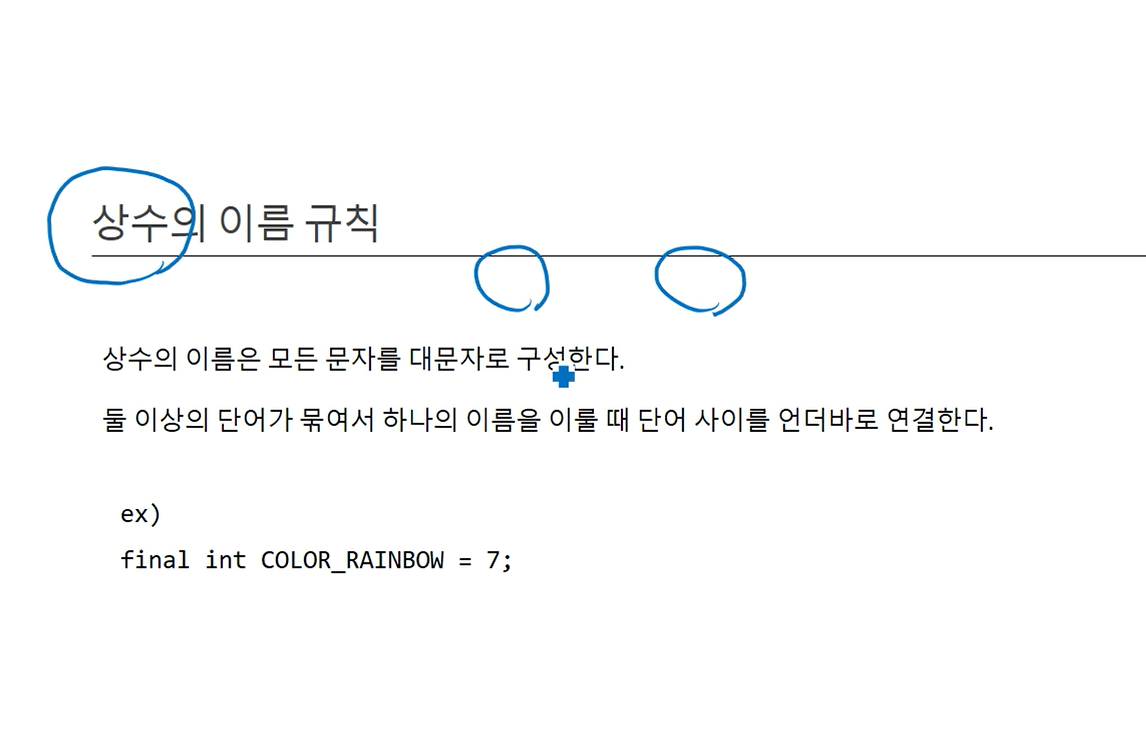 상수의 이름 규칙
상수의 이름은 모든 문자를 대문자로 구성한다.
둘 이상의 단어가 묶여서 하나의 이름을 이룰 때 단어 사이를 언더바로 연결한다.
ex)
final int COLOR_RAINBOW = 7;